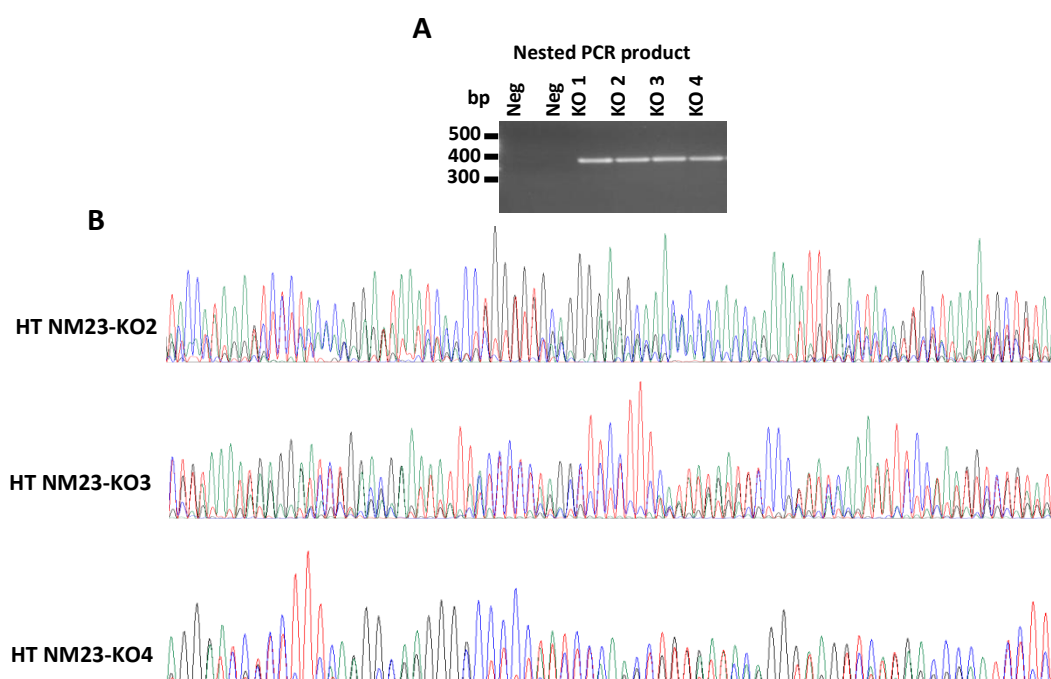 A
Nested PCR product
bp
Neg
Neg
KO 1
KO 2
KO 3
KO 4
500
400
300
B
HT NM23-KO2
HT NM23-KO3
HT NM23-KO4